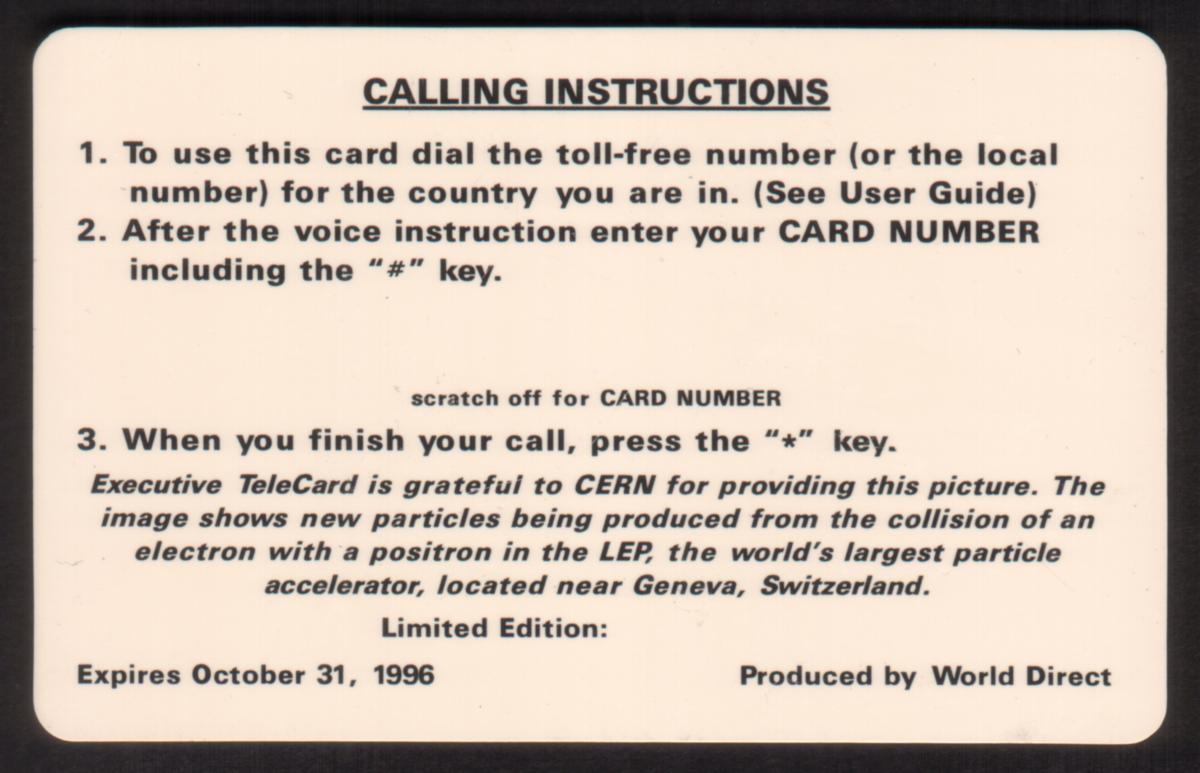 CALLING INSTRUCTIONS
1. To use this card dial the toll-free number (or the local
number) for the country you are in. (See User Guide)
2. After the voice instruction enter your CARD NUMBER
including the “#” key.
scratch off for CARD NUMBER
3. When you finish your call, press the “*” key.
Executive TeleCard is grateful to CERN for providing this picture. The
image shows new particles being produced from the collision of an
electron with a positron in the LEP, the world's largest particle
accelerator, located near Geneva, Switzerland.
Limited Edition:
Expires October 31, 1996 Produced by World Direct